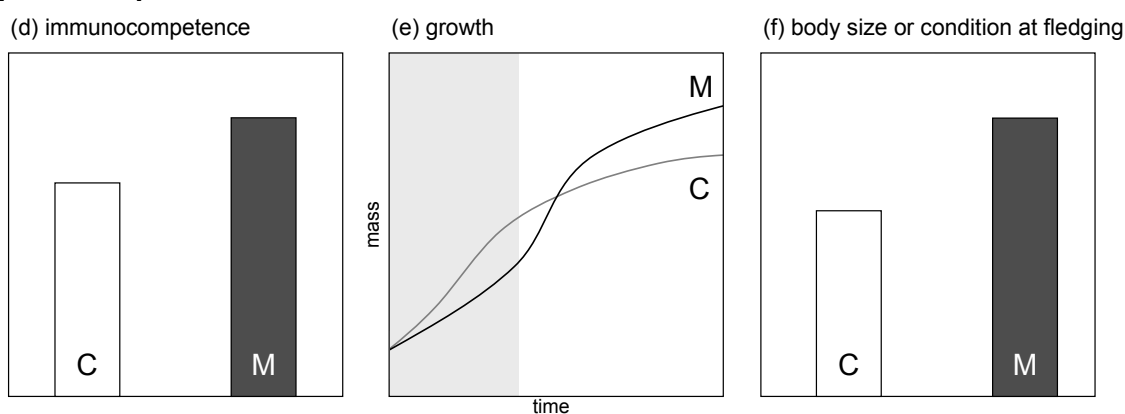 (d) immunocompetence
(e) growth
(f) body size or condition at fledging
C
M
mass
M
C
time
C
M